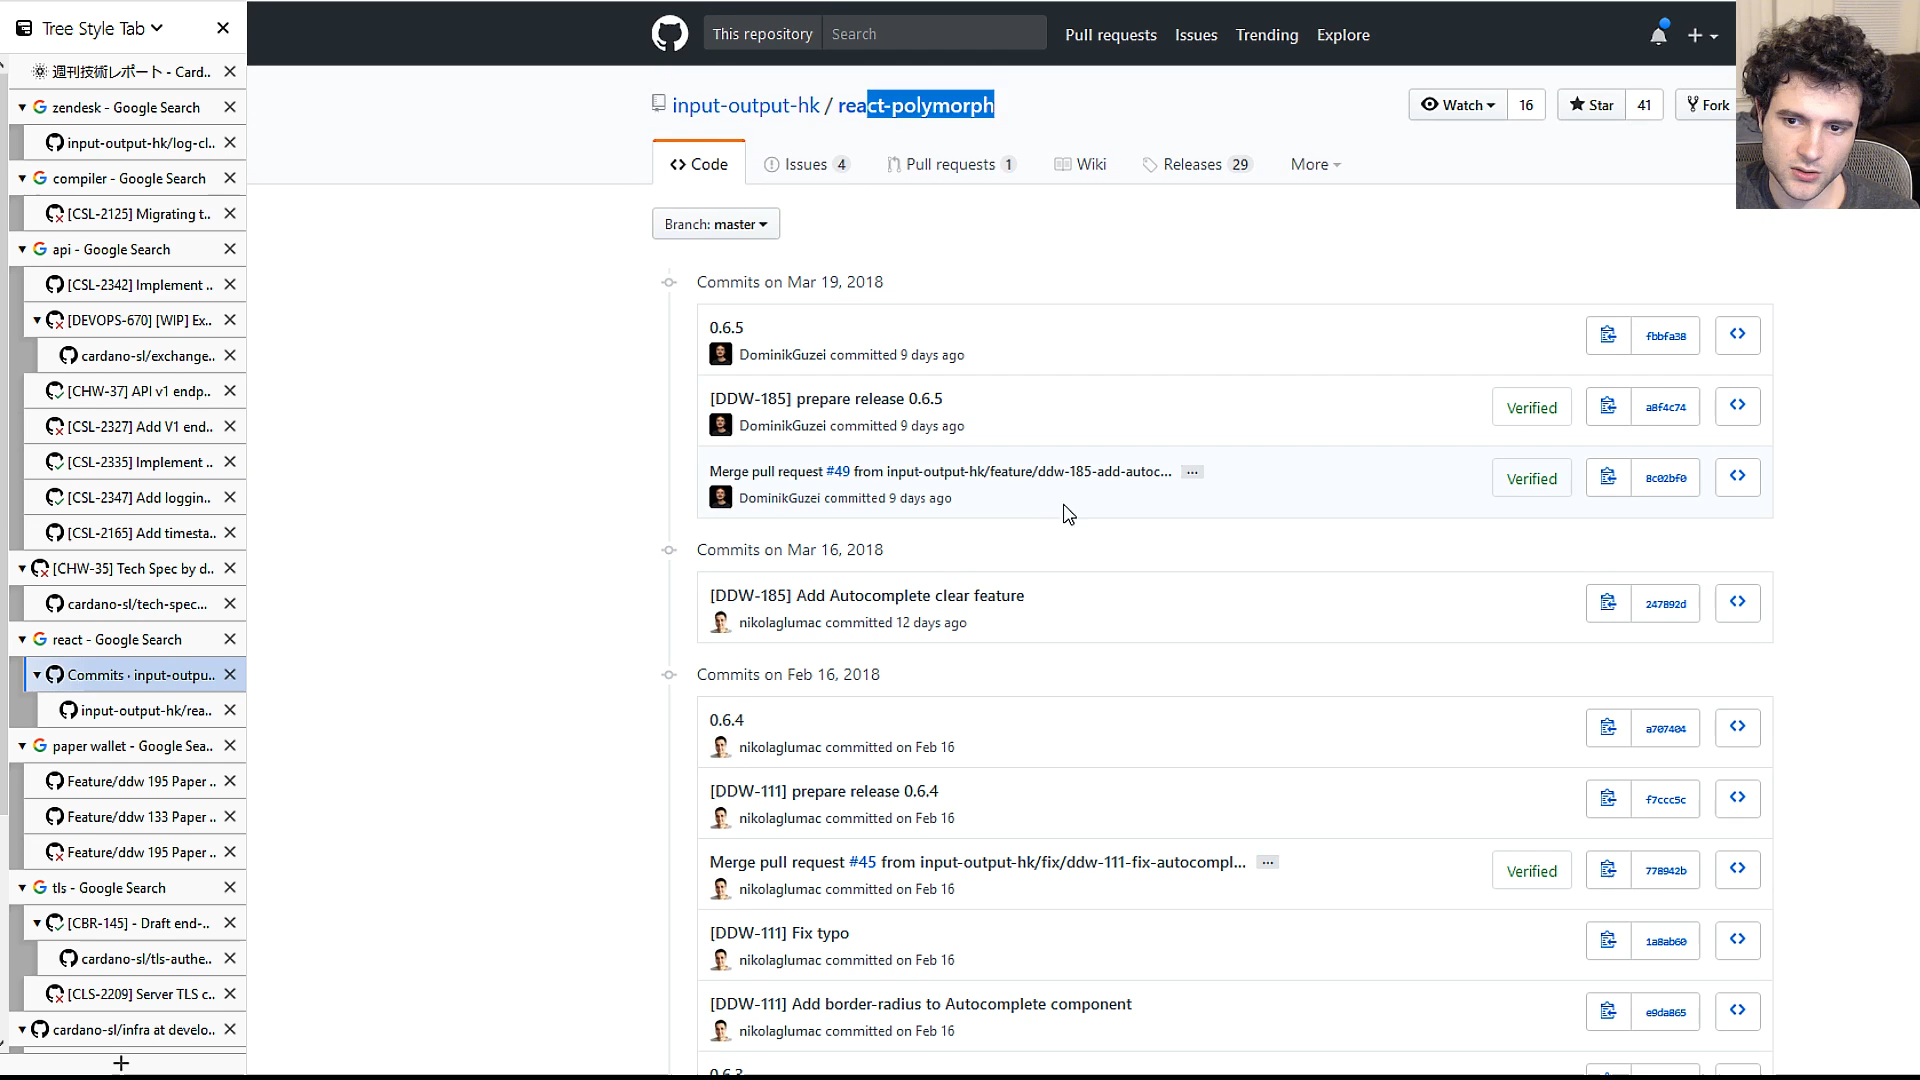 Tree Style Tab
週刊技術レポート - Card..
zendesk - Google Search
input-output-hk/log-cl..
compiler - Google Search
[CSL-2125] Migrating t..
api - Google Search
[CSL-2342] Implement ..
[DEVOPS-670] [WIP] Ex..
cardano-sl/exchange..
[CHW-37] API v1 endp..
[CSL-2327] Add V1 end..
[CSL-2335] Implement ..
[CSL-2347] Add loggin..
[CSL-2165] Add timesta..
[CHW-35] Tech Spec by d..
cardano-sl/tech-spec...
react - Google Search
Commits · input-outpu..
input-output-hk/rea..
paper wallet - Google Sea..
Feature/ddw 195 Paper ..
Feature/ddw 133 Paper ..
Feature/ddw 195 Paper ..
tls - Google Search
[CBR-145] - Draft end-..
cardano-sl/tls-authe..
[CLS-2209] Server TLS c..
cardano-sl/infra at develo..
This repository Search Pull requests Issues Trending Explore
input-output-hk / react-polymorph
Watch 16 Star 41 Fork
Code Issues 4 Pull requests 1 Wiki Releases 29 More
Branch: master
Commits on Mar 19, 2018
0.6.5
DominikGuzei committed 9 days ago
fbbfa38
[DDW-185] prepare release 0.6.5
DominikGuzei committed 9 days ago
Verified a8f4c74
Merge pull request #49 from input-output-hk/feature/ddw-185-add-autoc... ...
DominikGuzei committed 9 days ago
Verified 8c02bf0
Commits on Mar 16, 2018
[DDW-185] Add Autocomplete clear feature
nikolaglumac committed 12 days ago
247892d
Commits on Feb 16, 2018
0.6.4
nikolaglumac committed on Feb 16
a707404
[DDW-111] prepare release 0.6.4
nikolaglumac committed on Feb 16
f7ccc5c
Merge pull request #45 from input-output-hk/fix/ddw-111-fix-autocompl... ...
nikolaglumac committed on Feb 16
Verified 778942b
[DDW-111] Fix typo
nikolaglumac committed on Feb 16
1a8ab60
[DDW-111] Add border-radius to Autocomplete component
nikolaglumac committed on Feb 16
e9da865